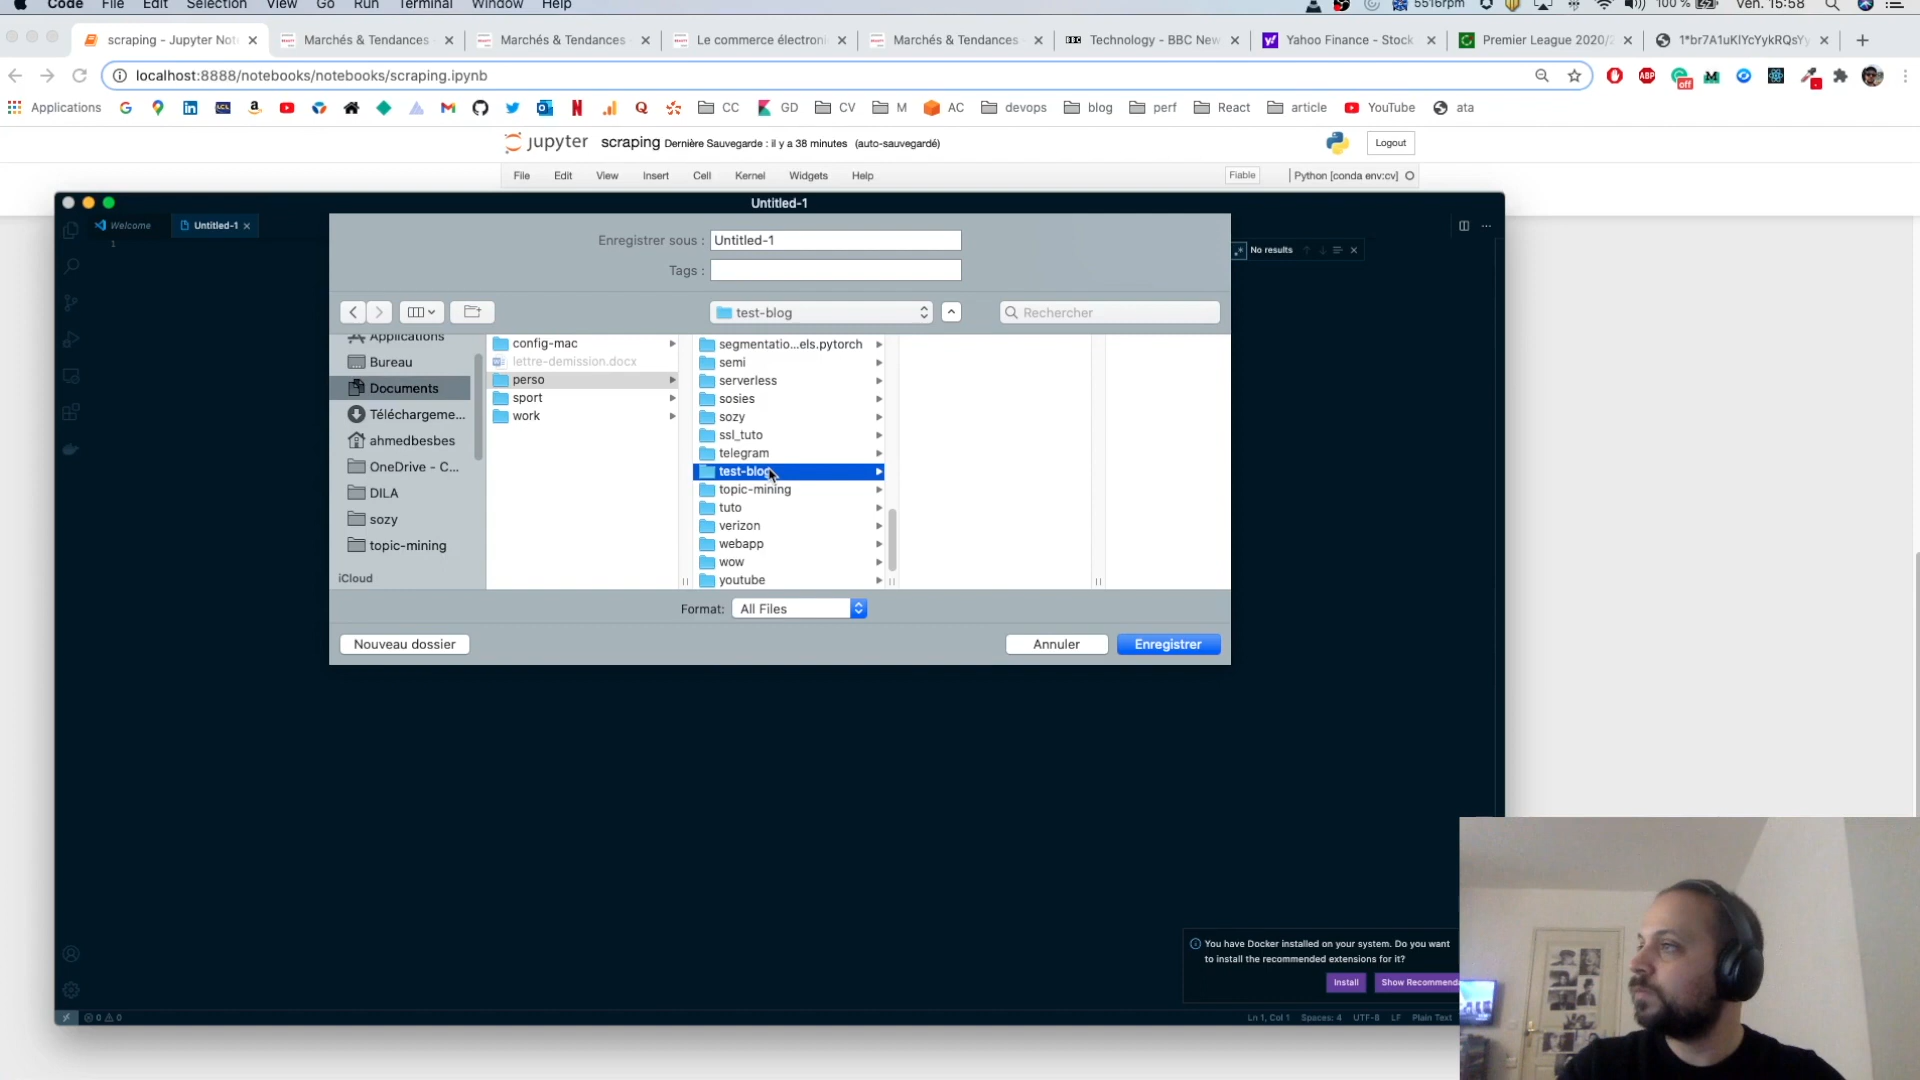 Code File Edit Selection View Go Run Terminal Window Help 5516rpm 100 % Ven. 15:58
scraping - Jupyter Not Marchés & Tendances Marchés & Tendances Le commerce électroni Marchés & Tendances Technology - BBC New Yahoo Finance - Stock Premier League 2020/2
localhost:8888/notebooks/notebooks/scraping.ipynb
Applications CC GD CV M AC devops blog perf React article YouTube ata
jupyter scraping Dernière Sauvegarde : il y a 38 minutes (auto-sauvegardé) Logout
File Edit View Insert Cell Kernel Widgets Help Fiable Python [conda env:cv]
Untitled-1
Welcome Untitled-1
1
No results
Enregistrer sous : Untitled-1
Tags :
test-blog Rechercher
Applications
Bureau
Documents
Téléchargeme...
ahmedbesbes
OneDrive - C...
DILA
sozy
topic-mining
iCloud
config-mac
lettre-demission.docx
perso
sport
work
segmentatio...els.pytorch
semi
serverless
sosies
sozy
ssl_tuto
telegram
test-blog
topic-mining
tuto
verizon
webapp
wow
youtube
Format: All Files
Nouveau dossier Annuler Enregistrer
You have Docker installed on your system. Do you want
to install the recommended extensions for it?
Install Show Recommenda
0 0 Ln 1, Col 1 Spaces: 4 UTF-8 LF Plain Text